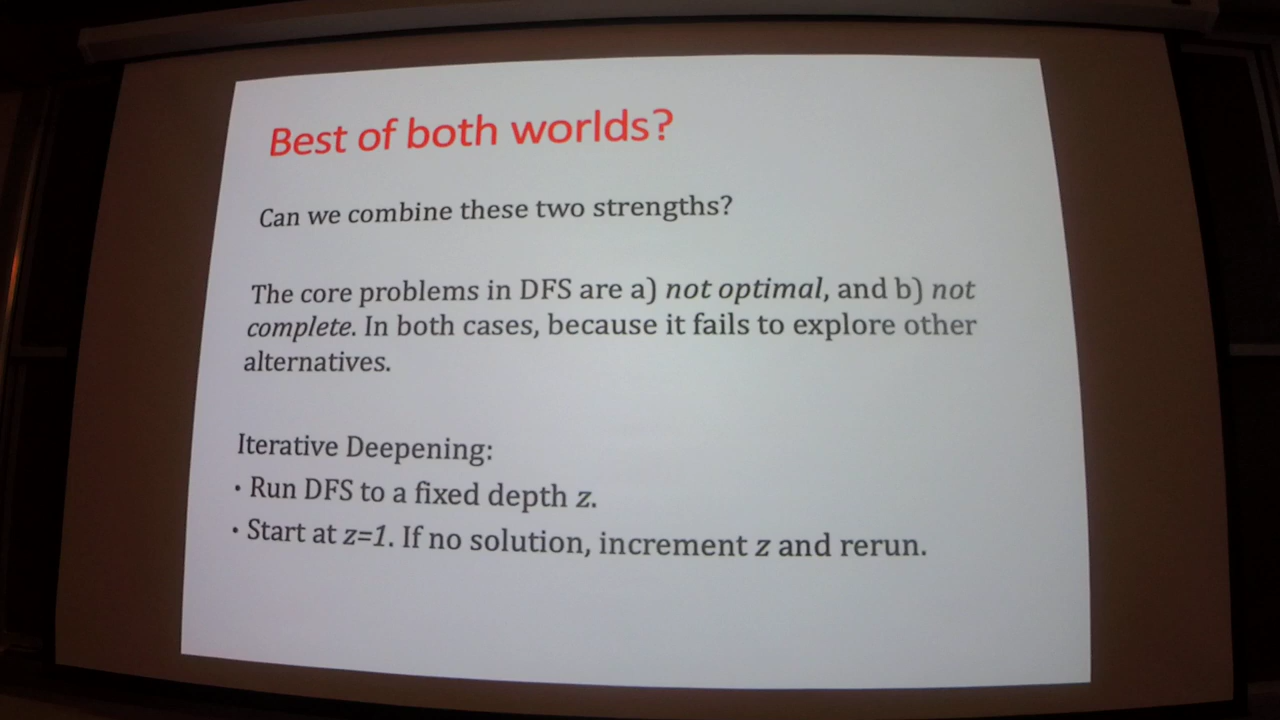 Best of both worlds?
Can we combine these two strengths?
The core problems in DFS are a) not optimal, and b) not
complete. In both cases, because it fails to explore other
alternatives.
Iterative Deepening:
• Run DFS to a fixed depth z.
• Start at z=1. If no solution, increment z and rerun.